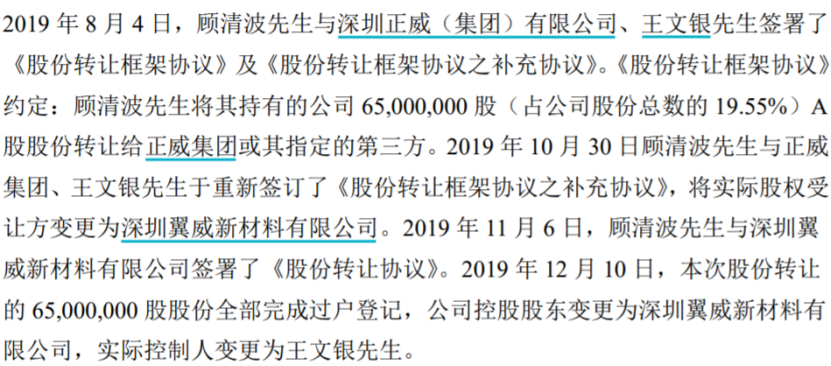 2019 年 8 月 4 日，顾清波先生与深圳正威（集团）有限公司、王文银先生签署了
《股份转让框架协议》及《股份转让框架协议之补充协议》。《股份转让框架协议》
约定：顾清波先生将其持有的公司 65,000,000 股（占公司股份总数的 19.55%）A
股股份转让给正威集团或其指定的第三方。2019 年 10 月 30 日顾清波先生与正威
集团、王文银先生于重新签订了《股份转让框架协议之补充协议》，将实际股权受
让方变更为深圳翼威新材料有限公司。2019 年 11 月 6 日，顾清波先生与深圳翼
威新材料有限公司签署了《股份转让协议》。2019 年 12 月 10 日，本次股份转让
的 65,000,000 股股份全部完成过户登记，公司控股股东变更为深圳翼威新材料有
限公司，实际控制人变更为王文银先生。